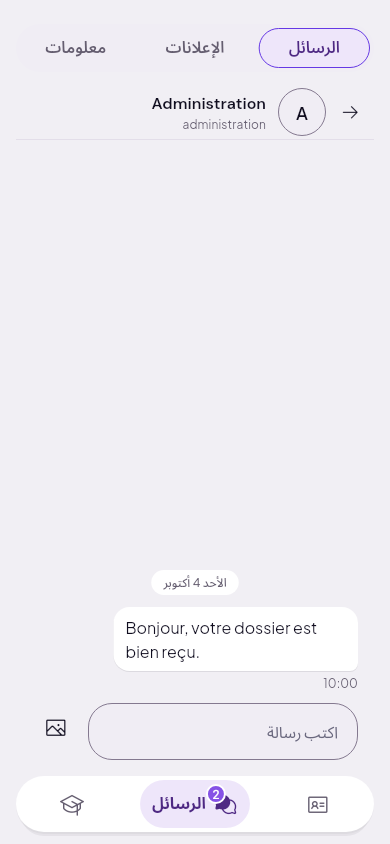 الرسائل
الإعلانات
معلومات
A
Administration
administration
الأحد 4 أكتوبر
Bonjour, votre dossier est
bien reçu.
10:00
اكتب رسالة
2
الرسائل